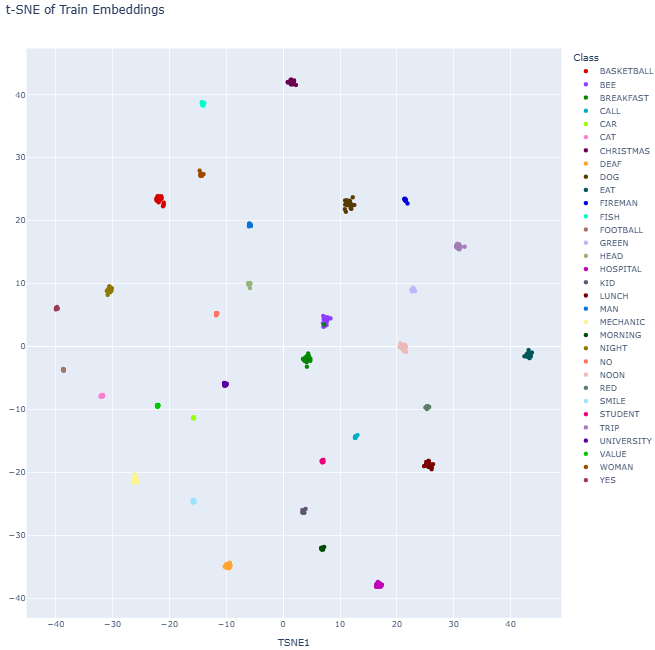 t-SNE of Train Embeddings
Class
BASKETBALL
BEE
BREAKFAST
CALL
CAR
CAT
CHRISTMAS
DEAF
DOG
EAT
FIREMAN
FISH
FOOTBALL
GREEN
HEAD
HOSPITAL
KID
LUNCH
MAN
MECHANIC
MORNING
NIGHT
NO
NOON
RED
SMILE
STUDENT
TRIP
UNIVERSITY
VALUE
WOMAN
YES
40
30
20
10
0
−10
−20
−30
−40
−40 −30 −20 −10 0 10 20 30 40
TSNE1